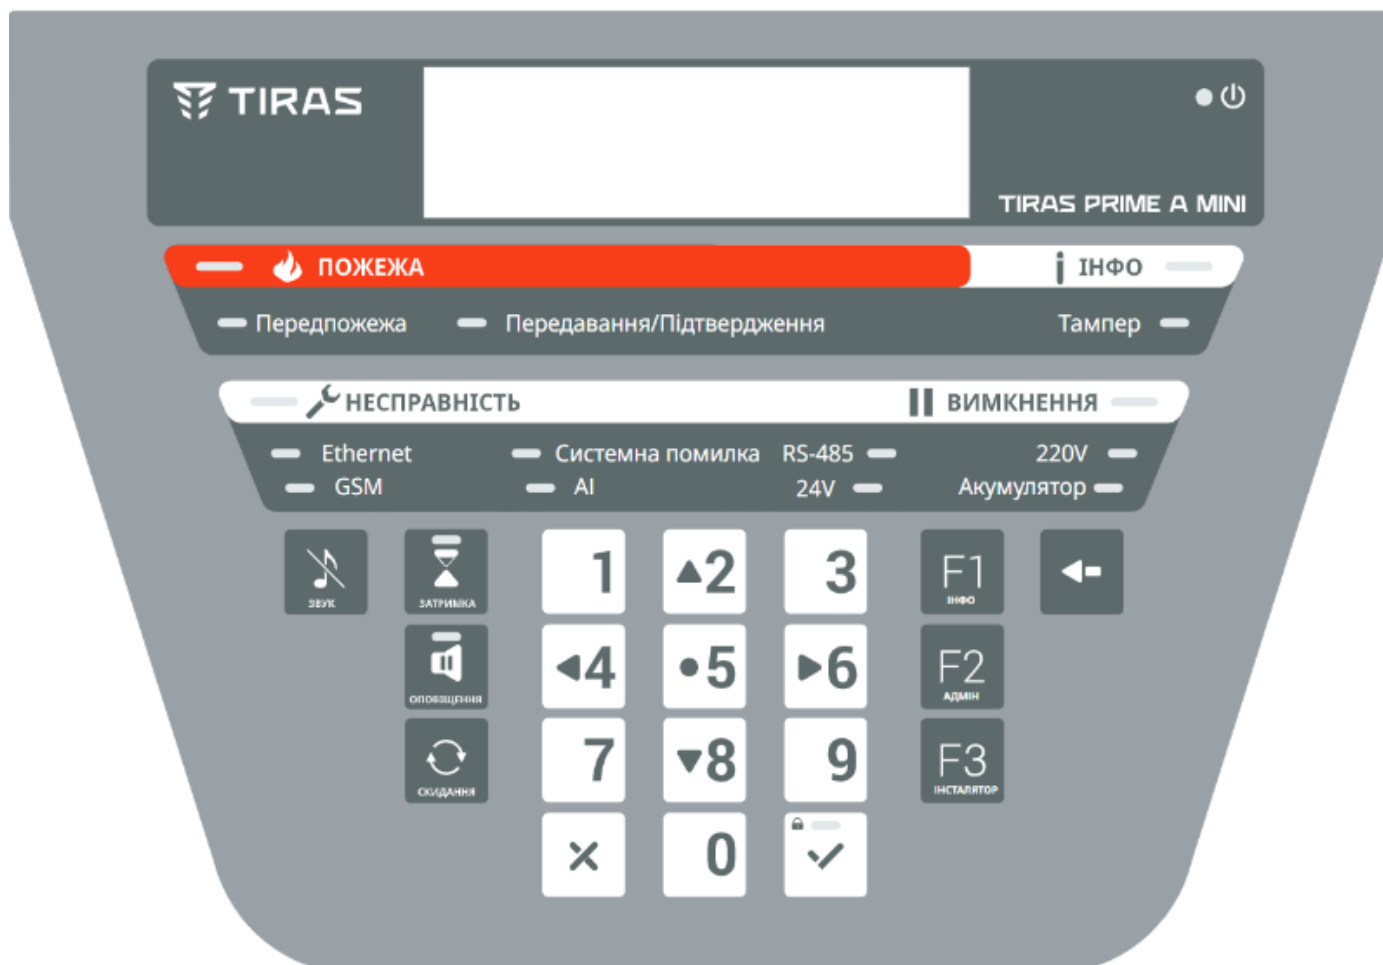 TIRAS
TIRAS PRIME A MINI
ПОЖЕЖА
ІНФО
Передпожежа
Передавання/Підтвердження
Тампер
НЕСПРАВНІСТЬ
ВИМКНЕННЯ
Ethernet
Системна помилка
RS-485
220V
GSM
AI
24V
Акумулятор
ЗВУК
ЗАТРИМКА
1
2
3
F1
ІНФО
ОПОВІЩЕННЯ
4
5
6
F2
АДМІН
СКИДАННЯ
7
8
9
F3
ІНСТАЛЯТОР
0